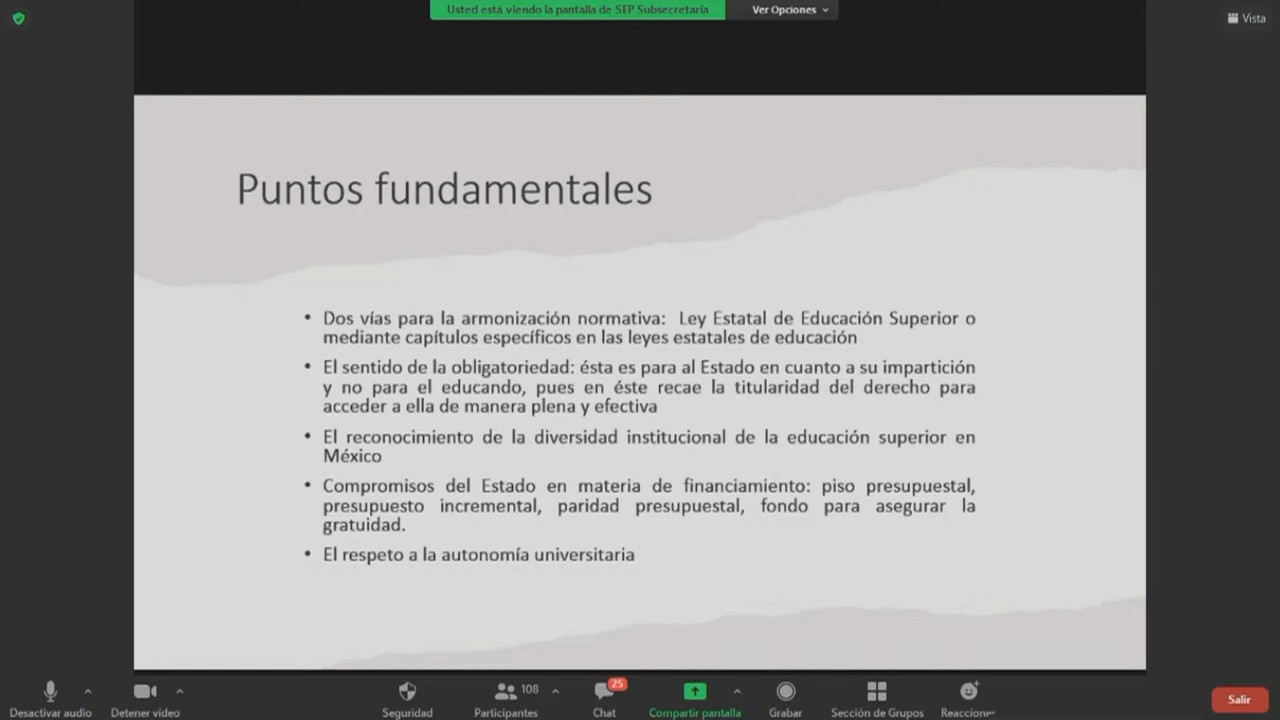 Usted está viendo la pantalla de SEP Subsecretaría
Ver Opciones
Vista
Puntos fundamentales
• Dos vías para la armonización normativa: Ley Estatal de Educación Superior o
mediante capítulos específicos en las leyes estatales de educación
• El sentido de la obligatoriedad: ésta es para al Estado en cuanto a su impartición
y no para el educando, pues en éste recae la titularidad del derecho para
acceder a ella de manera plena y efectiva
• El reconocimiento de la diversidad institucional de la educación superior en
México
• Compromisos del Estado en materia de financiamiento: piso presupuestal,
presupuesto incremental, paridad presupuestal, fondo para asegurar la
gratuidad.
• El respeto a la autonomía universitaria
108
25
Desactivar audio
Detener video
Seguridad
Participantes
Chat
Compartir pantalla
Grabar
Sección de Grupos
Reaccione
Salir